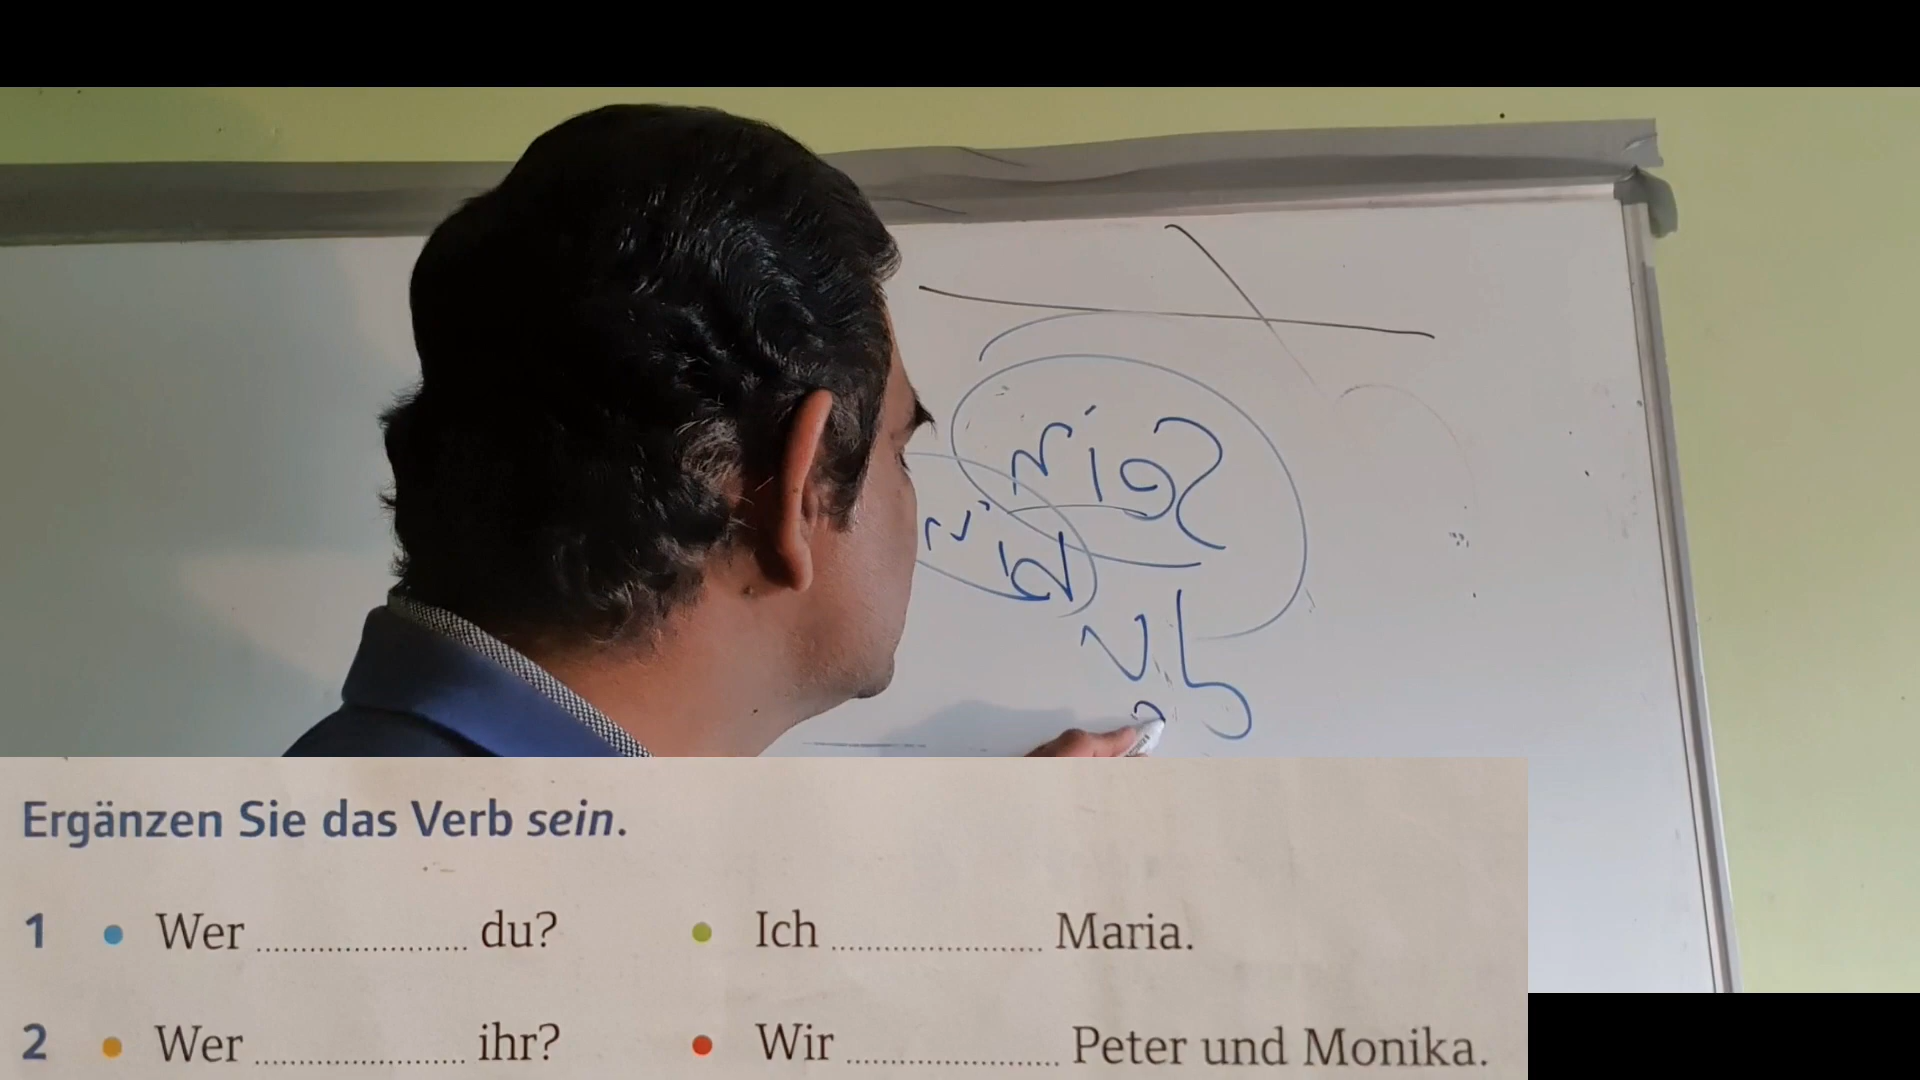 Ergänzen Sie das Verb sein.
1 • Wer .................... du? • Ich .................... Maria.
2 • Wer .................... ihr? • Wir .................... Peter und Monika.